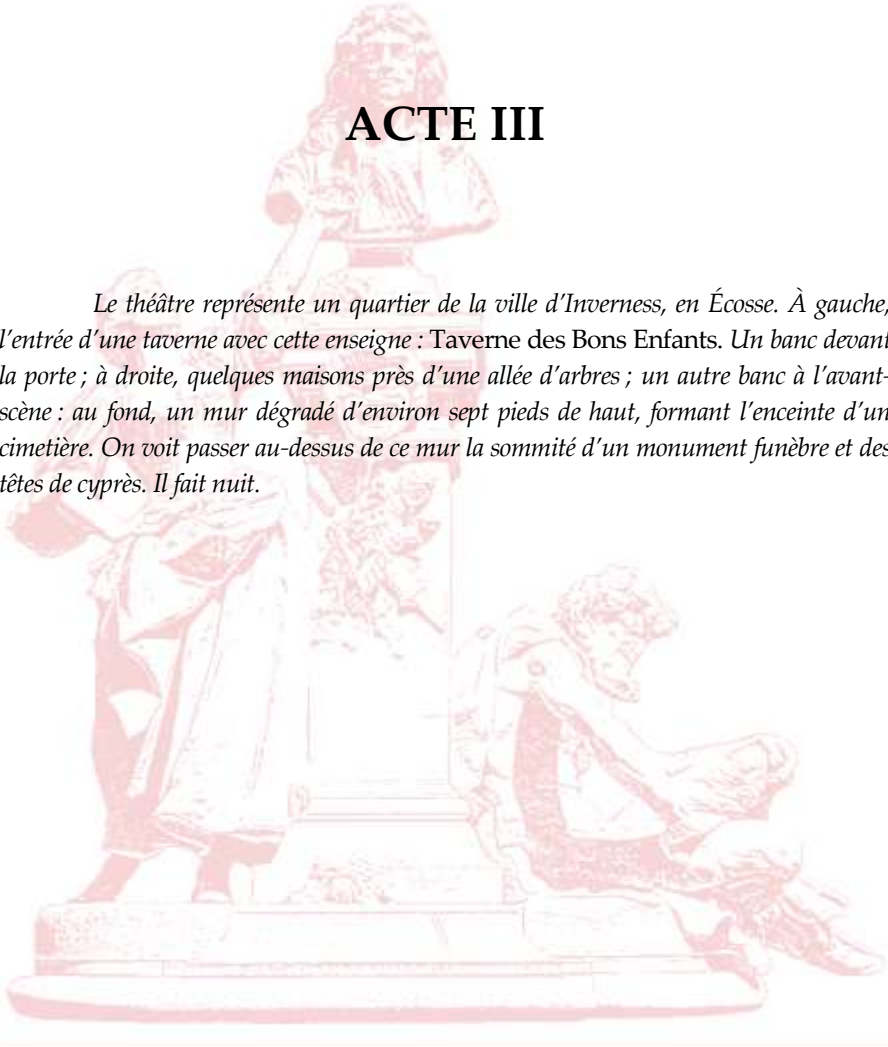 ACTE III
Le théâtre représente un quartier de la ville d’Inverness, en Écosse. À gauche,
l’entrée d’une taverne avec cette enseigne : Taverne des Bons Enfants. Un banc devant
la porte ; à droite, quelques maisons près d’une allée d’arbres ; un autre banc à l’avant-
scène : au fond, un mur dégradé d’environ sept pieds de haut, formant l’enceinte d’un
cimetière. On voit passer au-dessus de ce mur la sommité d’un monument funèbre et des
têtes de cyprès. Il fait nuit.